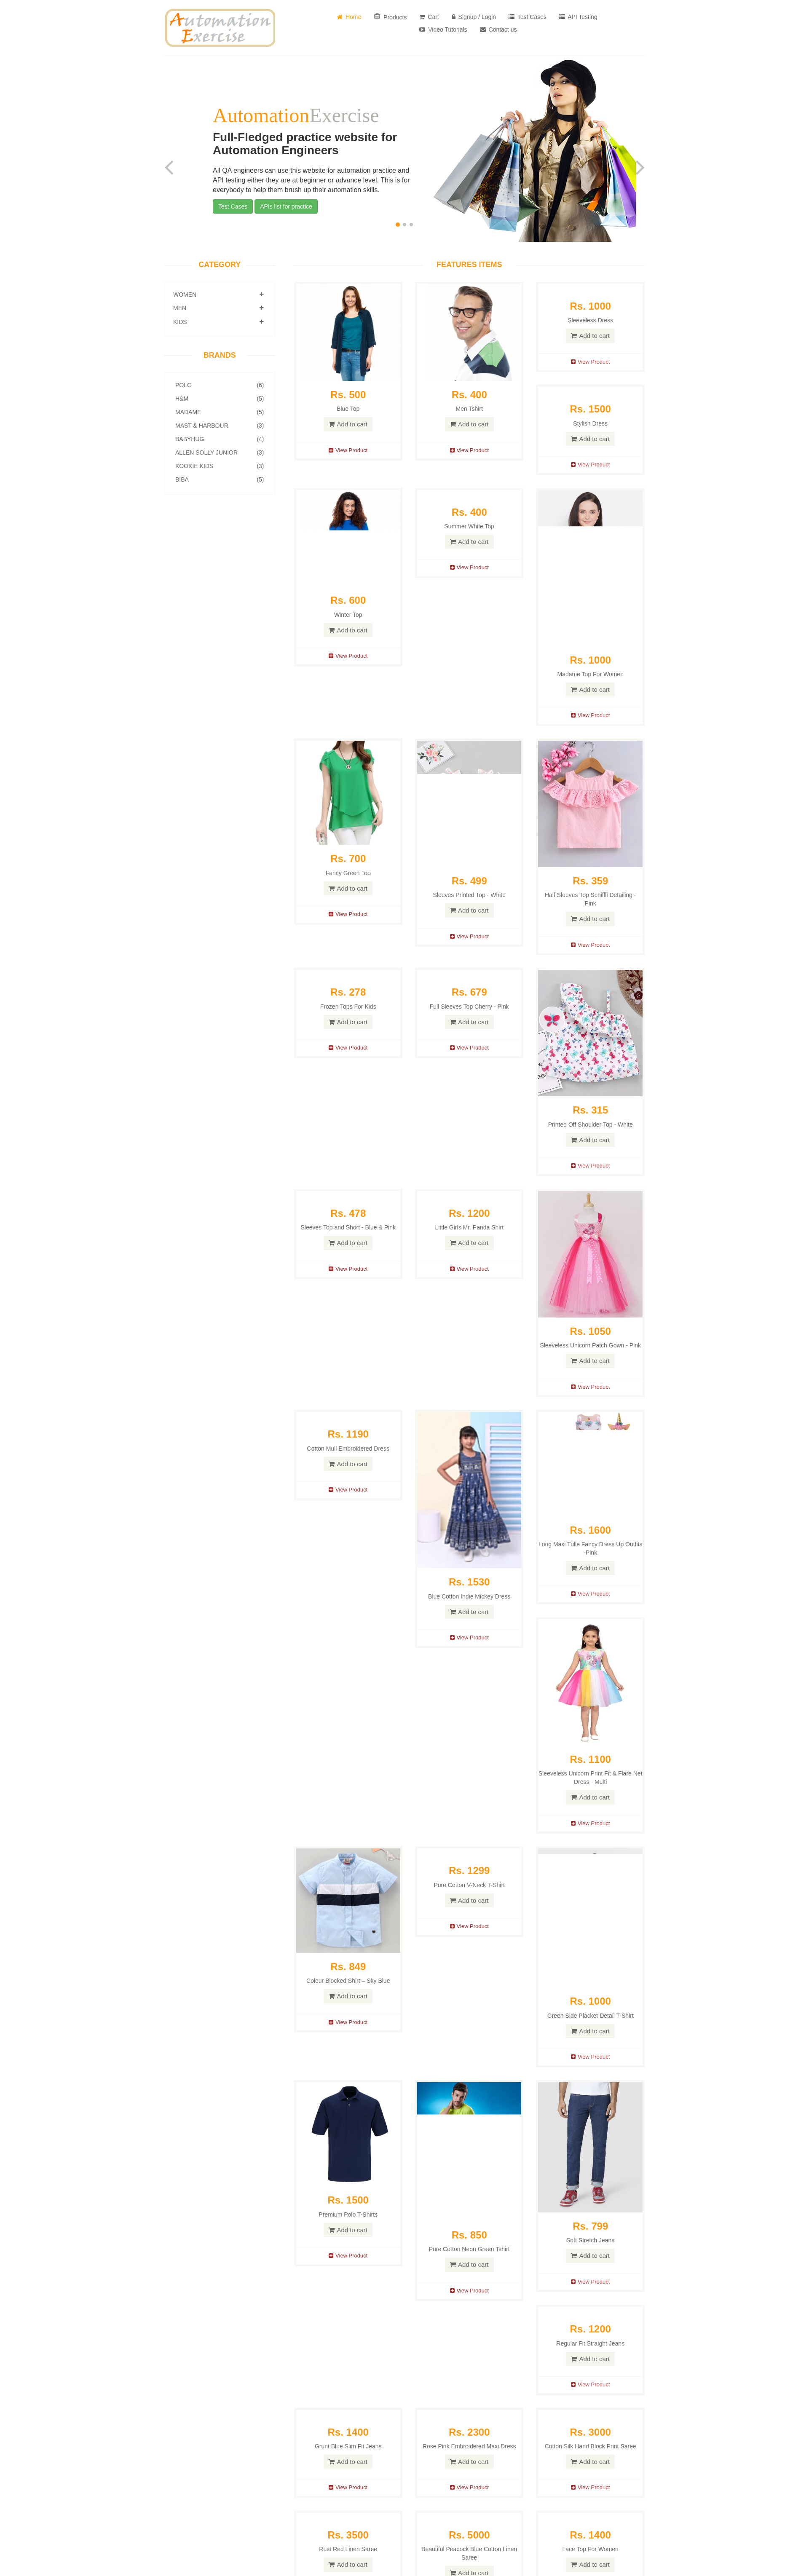 Automation
Exercise
Home
Products
Cart
Signup / Login
Test Cases
API Testing
Video Tutorials
Contact us
AutomationExercise
Full-Fledged practice website for
Automation Engineers
All QA engineers can use this website for automation practice and
API testing either they are at beginner or advance level. This is for
everybody to help them brush up their automation skills.
Test Cases
APIs list for practice
CATEGORY
WOMEN
MEN
KIDS
BRANDS
POLO (6)
H&M (5)
MADAME (5)
MAST & HARBOUR (3)
BABYHUG (4)
ALLEN SOLLY JUNIOR (3)
KOOKIE KIDS (3)
BIBA (5)
FEATURES ITEMS
Rs. 500
Blue Top
Add to cart
View Product
Rs. 400
Men Tshirt
Add to cart
View Product
Rs. 1000
Sleeveless Dress
Add to cart
View Product
Rs. 1500
Stylish Dress
Add to cart
View Product
Rs. 600
Winter Top
Add to cart
View Product
Rs. 400
Summer White Top
Add to cart
View Product
Rs. 1000
Madame Top For Women
Add to cart
View Product
Rs. 700
Fancy Green Top
Add to cart
View Product
Rs. 499
Sleeves Printed Top - White
Add to cart
View Product
Rs. 359
Half Sleeves Top Schiffli Detailing -
Pink
Add to cart
View Product
Rs. 278
Frozen Tops For Kids
Add to cart
View Product
Rs. 679
Full Sleeves Top Cherry - Pink
Add to cart
View Product
Rs. 315
Printed Off Shoulder Top - White
Add to cart
View Product
Rs. 478
Sleeves Top and Short - Blue & Pink
Add to cart
View Product
Rs. 1200
Little Girls Mr. Panda Shirt
Add to cart
View Product
Rs. 1050
Sleeveless Unicorn Patch Gown - Pink
Add to cart
View Product
Rs. 1190
Cotton Mull Embroidered Dress
Add to cart
View Product
Rs. 1530
Blue Cotton Indie Mickey Dress
Add to cart
View Product
Rs. 1600
Long Maxi Tulle Fancy Dress Up Outfits
-Pink
Add to cart
View Product
Rs. 1100
Sleeveless Unicorn Print Fit & Flare Net
Dress - Multi
Add to cart
View Product
Rs. 849
Colour Blocked Shirt – Sky Blue
Add to cart
View Product
Rs. 1299
Pure Cotton V-Neck T-Shirt
Add to cart
View Product
Rs. 1000
Green Side Placket Detail T-Shirt
Add to cart
View Product
Rs. 1500
Premium Polo T-Shirts
Add to cart
View Product
Rs. 850
Pure Cotton Neon Green Tshirt
Add to cart
View Product
Rs. 799
Soft Stretch Jeans
Add to cart
View Product
Rs. 1200
Regular Fit Straight Jeans
Add to cart
View Product
Rs. 1400
Grunt Blue Slim Fit Jeans
Add to cart
View Product
Rs. 2300
Rose Pink Embroidered Maxi Dress
Add to cart
View Product
Rs. 3000
Cotton Silk Hand Block Print Saree
Add to cart
View Product
Rs. 3500
Rust Red Linen Saree
Add to cart
Rs. 5000
Beautiful Peacock Blue Cotton Linen
Saree
Add to cart
Rs. 1400
Lace Top For Women
Add to cart